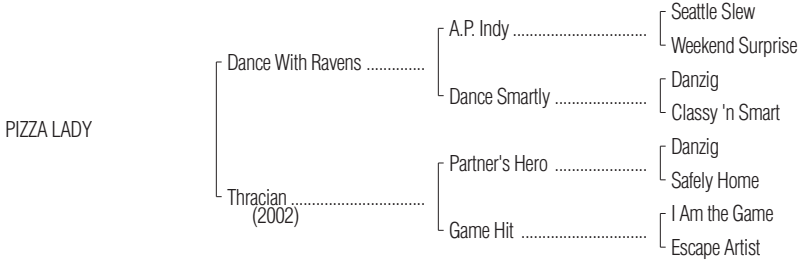 Seattle Slew
A.P. Indy ..............................
Weekend Surprise
Dance With Ravens ..............
Danzig
Dance Smartly .....................
Classy 'n Smart
PIZZA LADY
Danzig
Partner's Hero .....................
Safely Home
Thracian ..............................
(2002)
I Am the Game
Game Hit .............................
Escape Artist